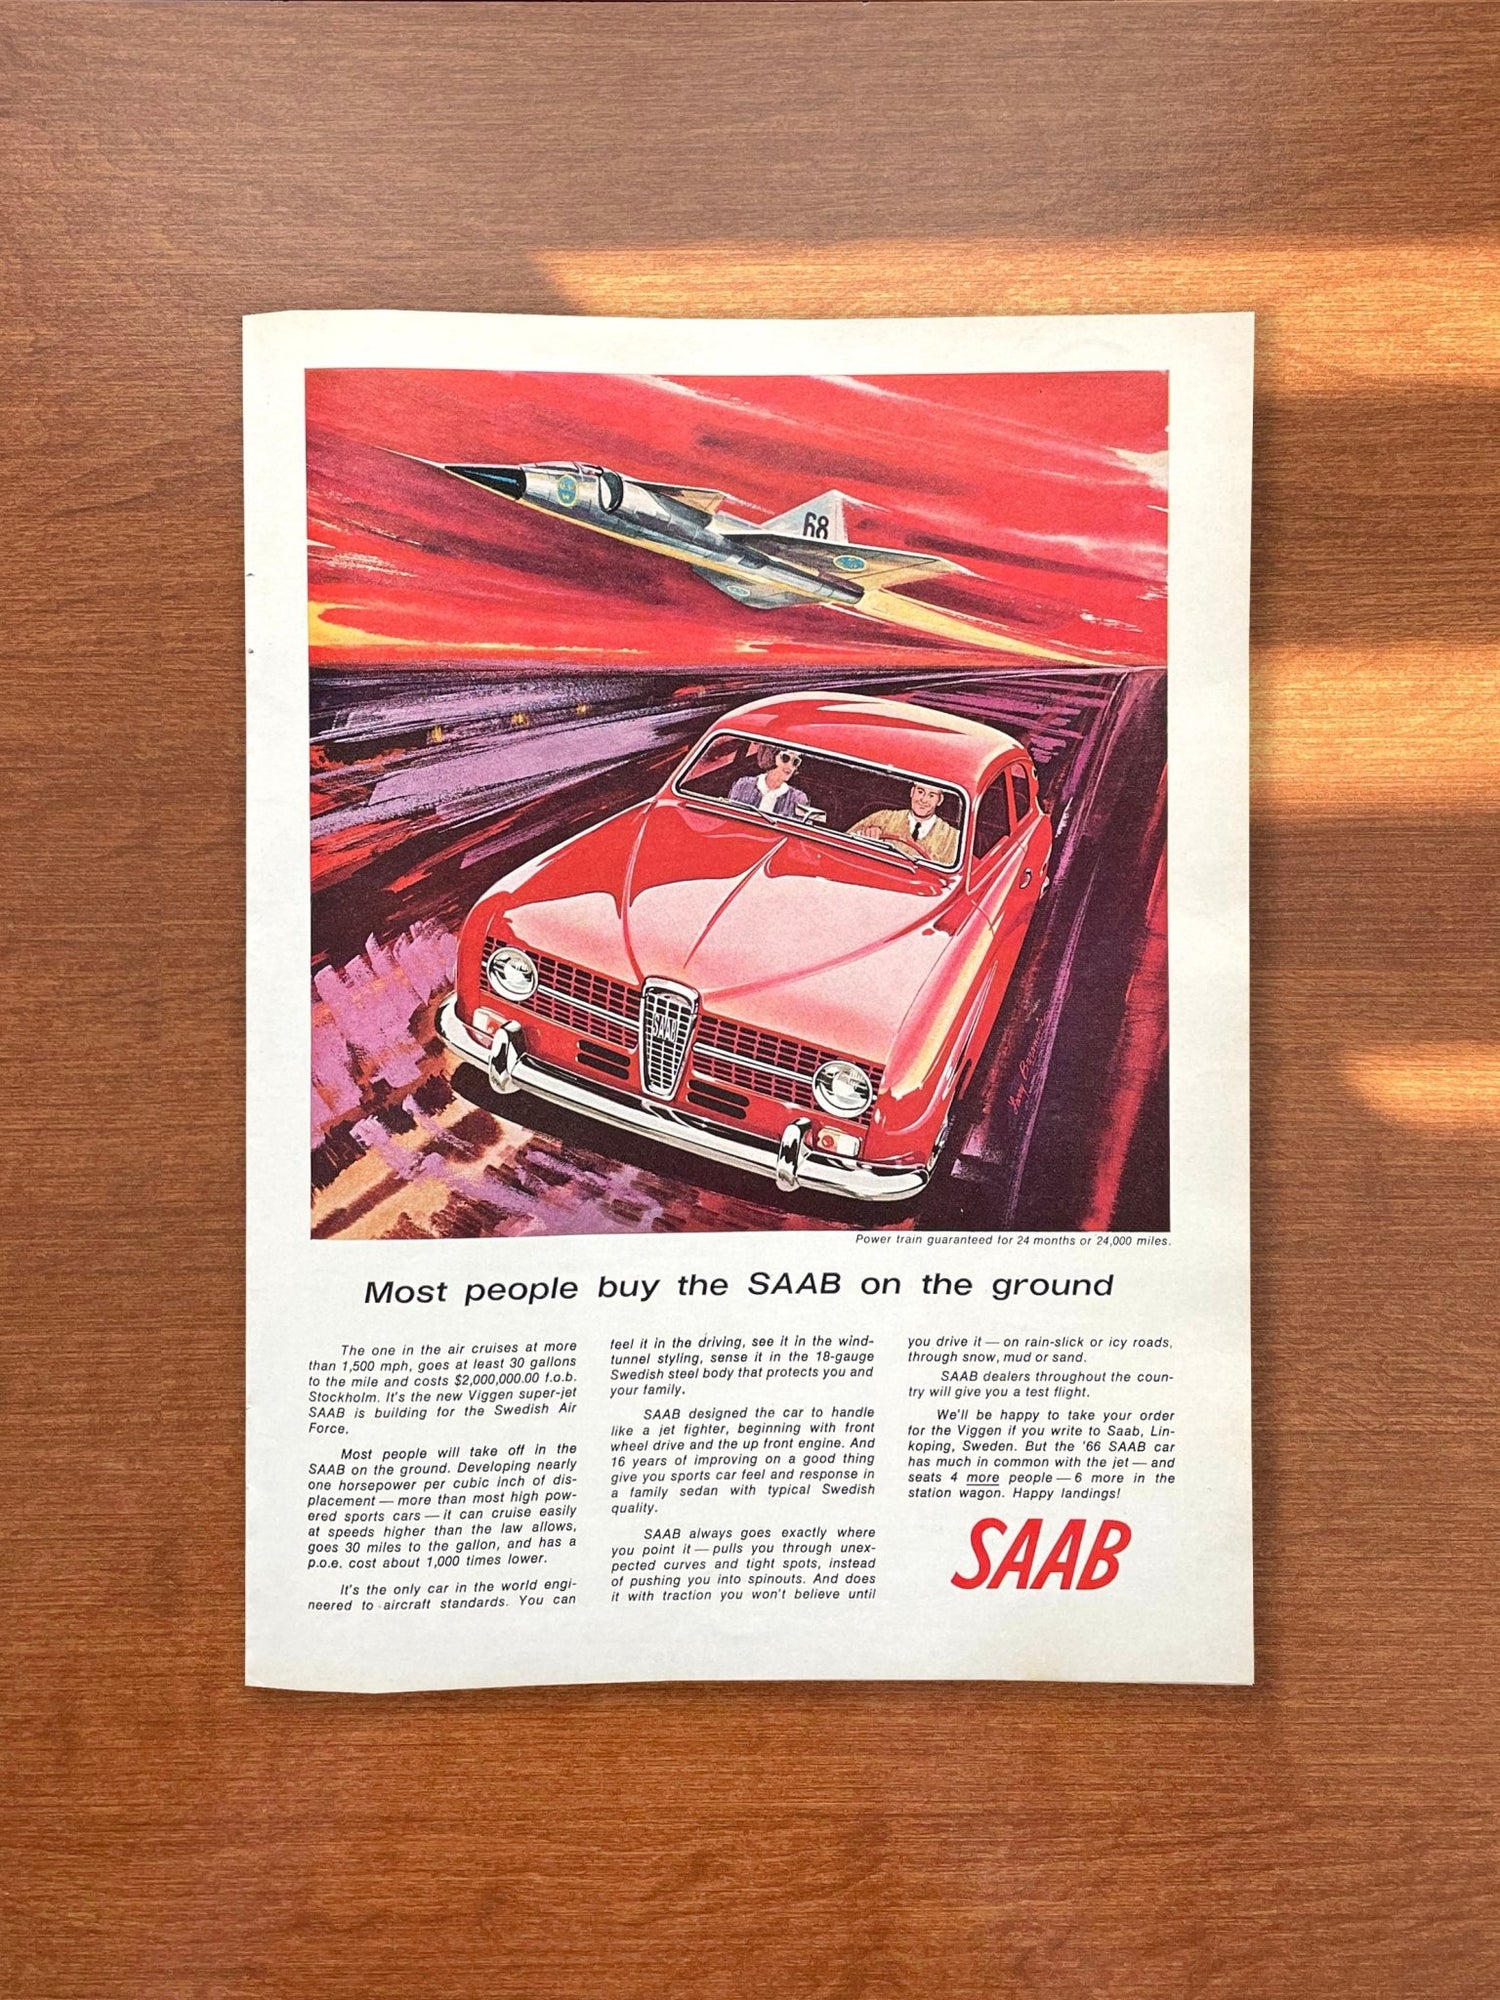 68
SAAB
Power train guaranteed for 24 months or 24,000 miles.
Most people buy the SAAB on the ground
The one in the air cruises at more
than 1,500 mph, goes at least 30 gallons
to the mile and costs $2,000,000.00 f.o.b.
Stockholm. It's the new Viggen super-jet
SAAB is building for the Swedish Air
Force.
Most people will take off in the
SAAB on the ground. Developing nearly
one horsepower per cubic inch of dis-
placement — more than most high pow-
ered sports cars — it can cruise easily
at speeds higher than the law allows,
goes 30 miles to the gallon, and has a
p.o.e. cost about 1,000 times lower.
It's the only car in the world engi-
neered to aircraft standards. You can
feel it in the driving, see it in the wind-
tunnel styling, sense it in the 18-gauge
Swedish steel body that protects you and
your family.
SAAB designed the car to handle
like a jet fighter, beginning with front
wheel drive and the up front engine. And
16 years of improving on a good thing
give you sports car feel and response in
a family sedan with typical Swedish
quality.
SAAB always goes exactly where
you point it — pulls you through unex-
pected curves and tight spots, instead
of pushing you into spinouts. And does
it with traction you won't believe until
you drive it — on rain-slick or icy roads,
through snow, mud or sand.
SAAB dealers throughout the coun-
try will give you a test flight.
We'll be happy to take your order
for the Viggen if you write to Saab, Lin-
koping, Sweden. But the '66 SAAB car
has much in common with the jet — and
seats 4 more people — 6 more in the
station wagon. Happy landings!
SAAB